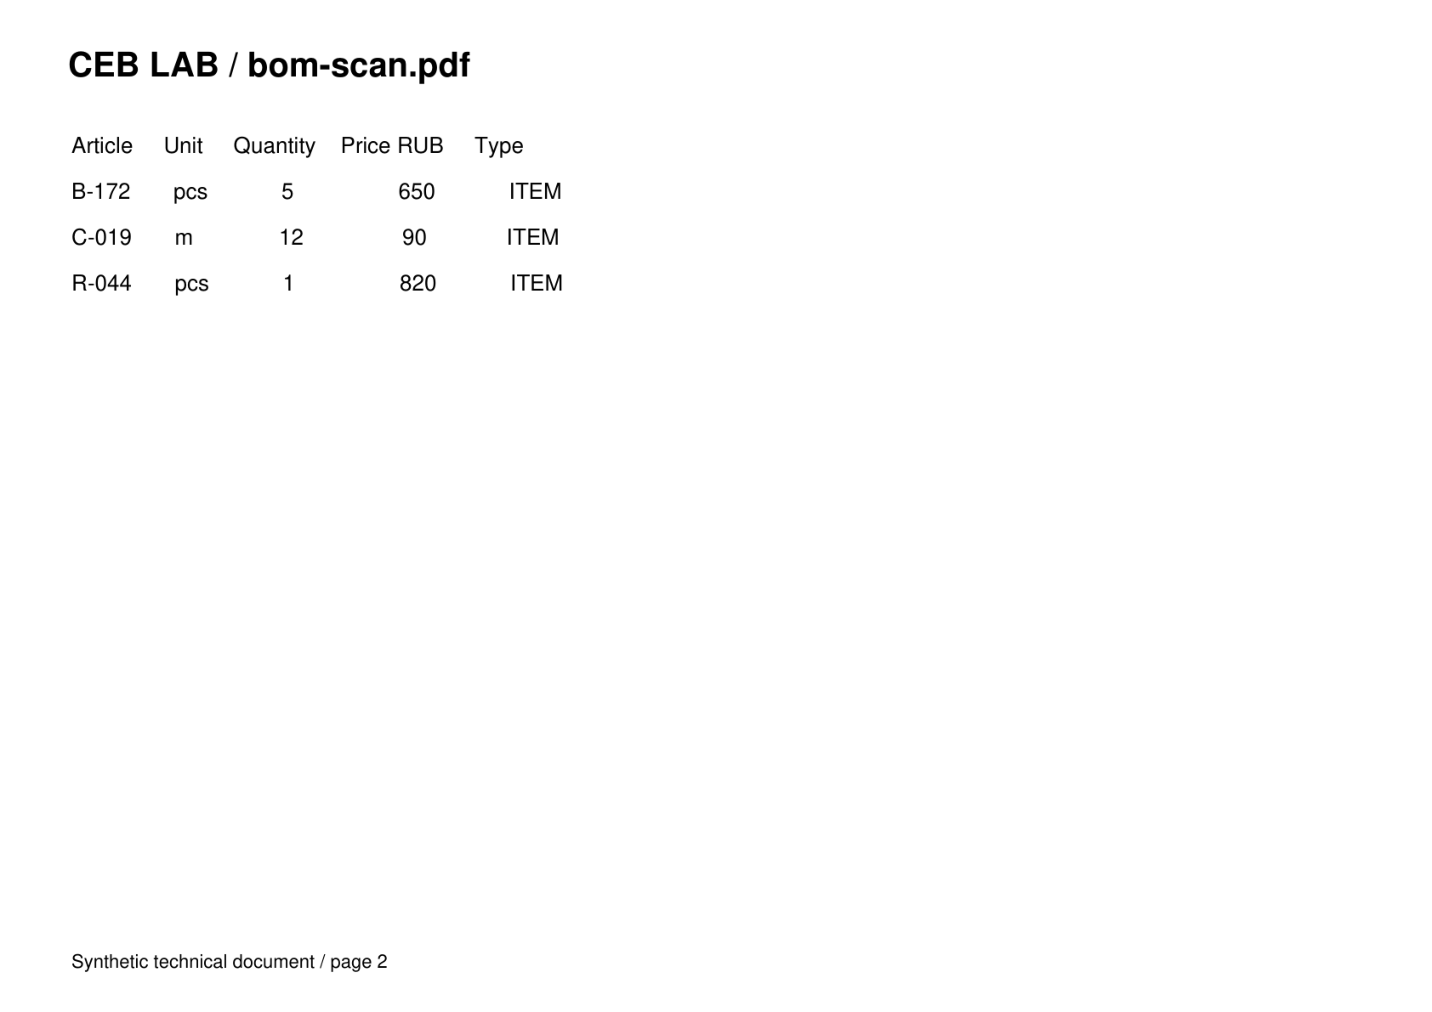 CEB LAB / bom-scan.pdf
Article Unit Quantity Price RUB Type
B-172 pcs 5 650 ITEM
C-019 m 12 90 ITEM
R-044 pcs 1 820 ITEM
Synthetic technical document / page 2